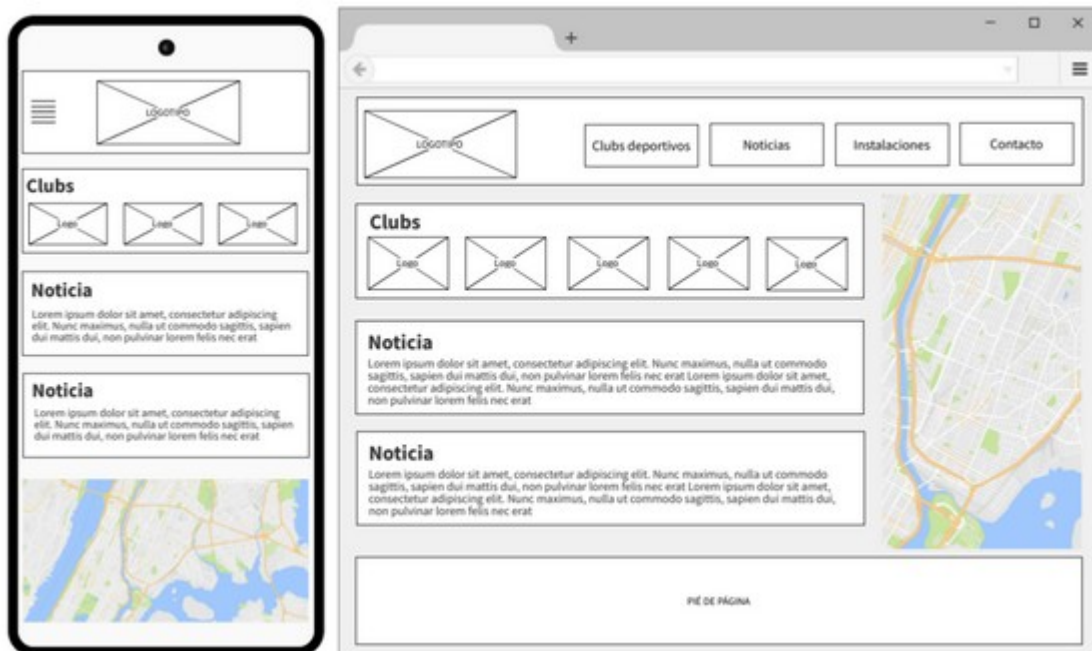 LOGOTIPO
Clubs
Logo
Logo
Logo
Noticia
Lorem ipsum dolor sit amet, consectetur adipiscing
elit. Nunc maximus, nulla ut commodo sagittis, sapien
dui mattis dui, non pulvinar lorem felis nec erat
Noticia
Lorem ipsum dolor sit amet, consectetur adipiscing
elit. Nunc maximus, nulla ut commodo sagittis, sapien
dui mattis dui, non pulvinar lorem felis nec erat
LOGOTIPO
Clubs deportivos
Noticias
Instalaciones
Contacto
Clubs
Logo
Logo
Logo
Logo
Logo
Noticia
Lorem ipsum dolor sit amet, consectetur adipiscing elit. Nunc maximus, nulla ut commodo
sagittis, sapien dui mattis dui, non pulvinar lorem felis nec erat Lorem ipsum dolor sit amet,
consectetur adipiscing elit. Nunc maximus, nulla ut commodo sagittis, sapien dui mattis dui,
non pulvinar lorem felis nec erat
Noticia
Lorem ipsum dolor sit amet, consectetur adipiscing elit. Nunc maximus, nulla ut commodo
sagittis, sapien dui mattis dui, non pulvinar lorem felis nec erat Lorem ipsum dolor sit amet,
consectetur adipiscing elit. Nunc maximus, nulla ut commodo sagittis, sapien dui mattis dui,
non pulvinar lorem felis nec erat
PIÉ DE PÁGINA